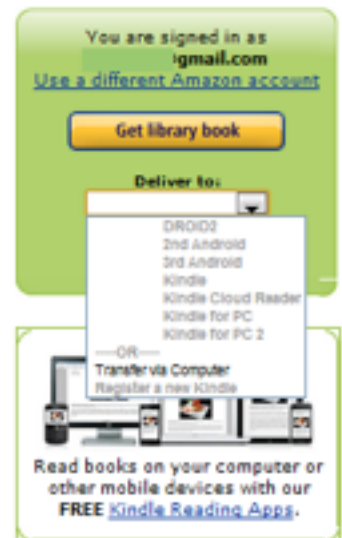 You are signed in as
@gmail.com
Use a different Amazon account
Get library book
Deliver to:
DROID2
2nd Android
3rd Android
Kindle
Kindle Cloud Reader
Kindle for PC
Kindle for PC 2
----OR----
Transfer via Computer
Register a new Kindle
Read books on your computer or
other mobile devices with our
FREE Kindle Reading Apps.